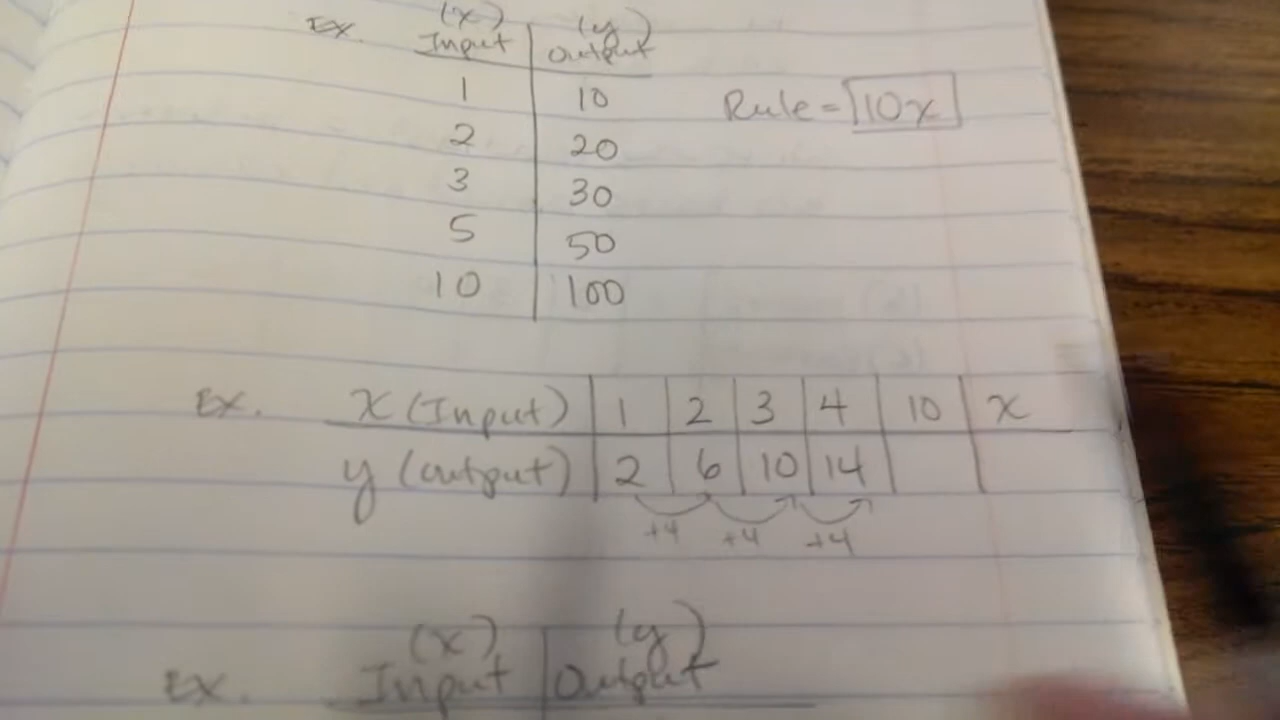 Ex. (x) (y)
Input Output
1 10
Rule = 10x
2 20
3 30
5 50
10 100
Ex. x (Input) 1 2 3 4 10 x
y (output) 2 6 10 14
+4 +4 +4
(x) (y)
Ex. Input Output